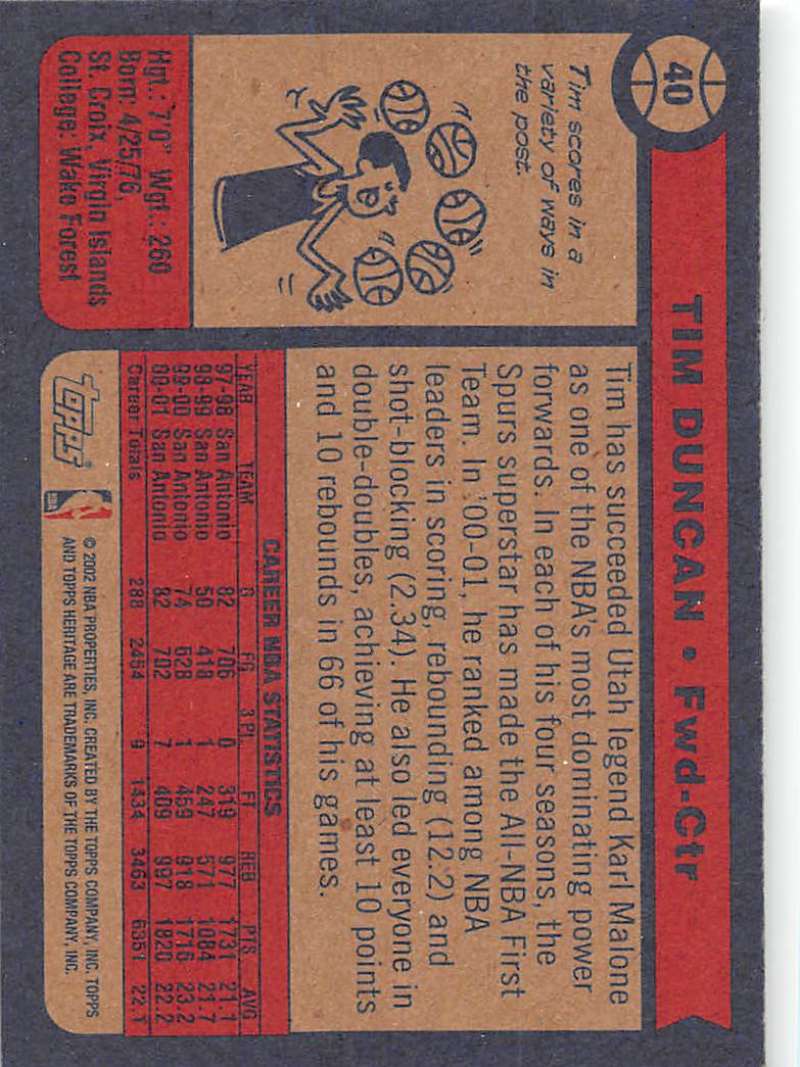 40
TIM DUNCAN • Fwd-Ctr
Tim scores in a
variety of ways in
the post.
Hgt.: 7'0" Wgt.: 260
Born: 4/25/76,
St. Croix, Virgin Islands
College: Wake Forest
Tim has succeeded Utah legend Karl Malone
as one of the NBA's most dominating power
forwards. In each of his four seasons, the
Spurs superstar has made the All-NBA First
Team. In '00-01, he ranked among NBA
leaders in scoring, rebounding (12.2) and
shot-blocking (2.34). He also led everyone in
double-doubles, achieving at least 10 points
and 10 rebounds in 66 of his games.
CAREER NBA STATISTICS
YEAR TEAM G FG 3PT FT REB PTS AVG
97-98 San Antonio 82 706 0 319 977 1731 21.1
98-99 San Antonio 50 418 1 247 571 1084 21.7
99-00 San Antonio 74 628 1 459 918 1716 23.2
00-01 San Antonio 82 702 7 409 997 1820 22.2
Career Totals 288 2454 9 1434 3463 6351 22.1
Topps
© 2002 NBA PROPERTIES, INC. CREATED BY THE TOPPS COMPANY, INC. TOPPS
AND TOPPS HERITAGE ARE TRADEMARKS OF THE TOPPS COMPANY, INC.